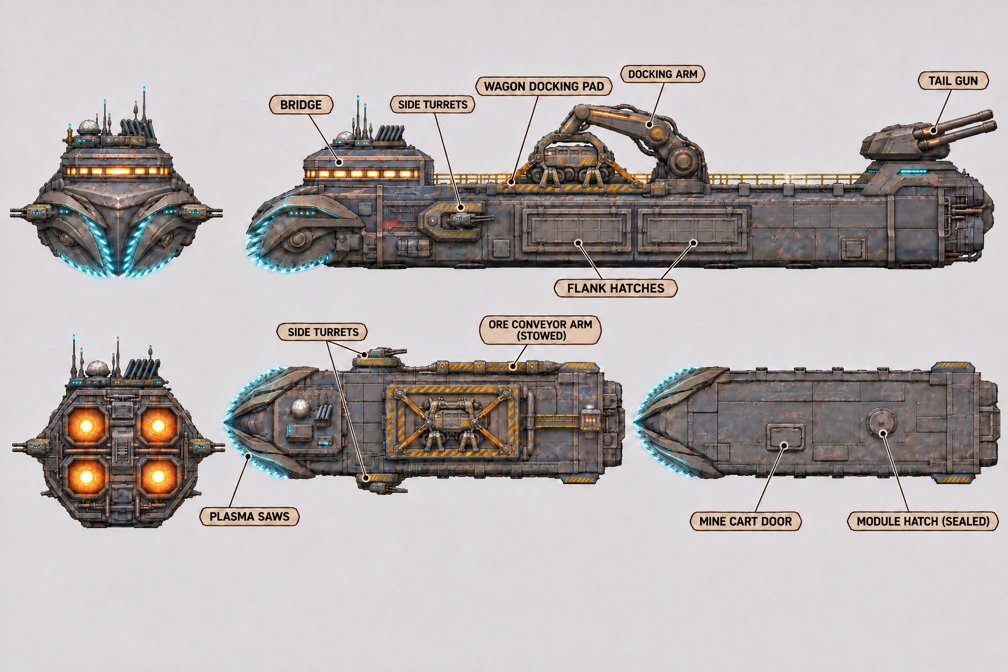 DOCKING ARM
TAIL GUN
WAGON DOCKING PAD
BRIDGE
SIDE TURRETS
FLANK HATCHES
SIDE TURRETS
ORE CONVEYOR ARM
(STOWED)
PLASMA SAWS
MINE CART DOOR
MODULE HATCH (SEALED)